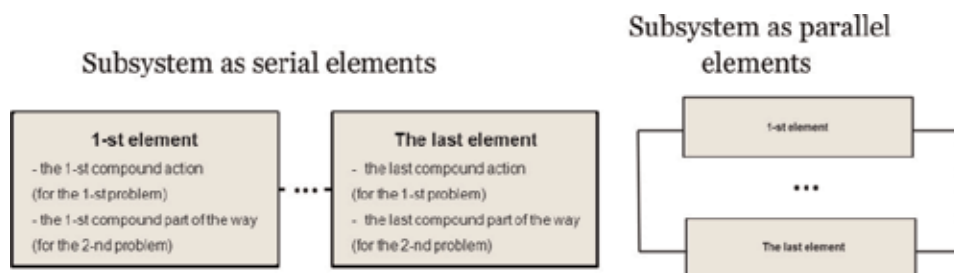 Subsystem as serial elements
1-st element
- the 1-st compound action
(for the 1-st problem)
- the 1-st compound part of the way
(for the 2-nd problem)
- ••• -
The last element
- the last compound action
(for the 1-st problem)
- the last compound part of the way
(for the 2-nd problem)
Subsystem as parallel
elements
1-st element
•••
The last element